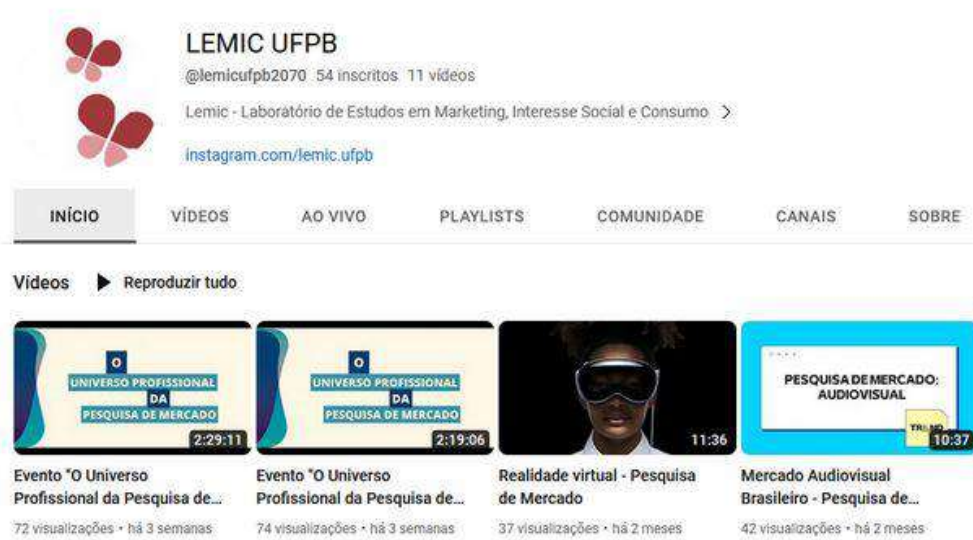 LEMIC UFPB
@lemicufpb2070 54 inscritos 11 vídeos
Lemic - Laboratório de Estudos em Marketing, Interesse Social e Consumo >
instagram.com/lemic.ufpb
INÍCIO VÍDEOS AO VIVO PLAYLISTS COMUNIDADE CANAIS SOBRE
Vídeos Reproduzir tudo
O
UNIVERSO PROFISSIONAL
DA
PESQUISA DE MERCADO
2:29:11
Evento "O Universo
Profissional da Pesquisa de...
72 visualizações • há 3 semanas
O
UNIVERSO PROFISSIONAL
DA
PESQUISA DE MERCADO
2:19:06
Evento "O Universo
Profissional da Pesquisa de...
74 visualizações • há 3 semanas
11:36
Realidade virtual - Pesquisa
de Mercado
37 visualizações • há 2 meses
PESQUISA DE MERCADO:
AUDIOVISUAL
10:37
Mercado Audiovisual
Brasileiro - Pesquisa de...
42 visualizações • há 2 meses